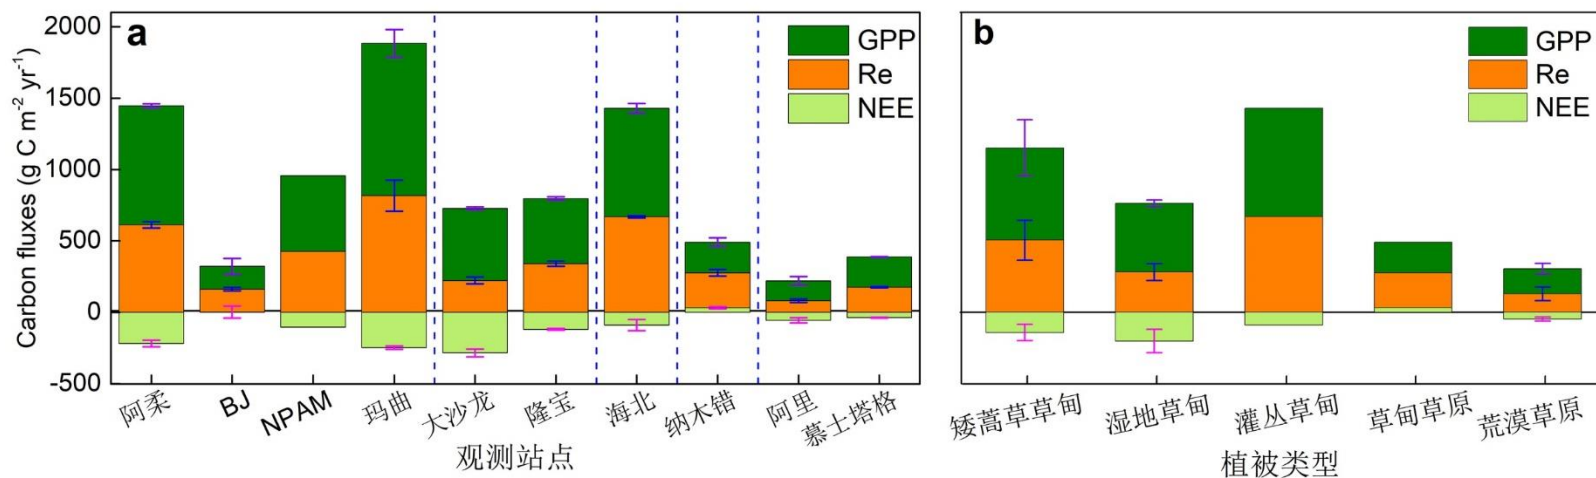 Carbon fluxes (g C m⁻² yr⁻¹)
2000
1500
1000
500
0
-500
a
GPP
Re
NEE
阿柔
BJ
NPAM
玛曲
大沙龙
隆宝
海北
纳木错
阿里
慕士塔格
观测站点
b
GPP
Re
NEE
矮蒿草草甸
湿地草甸
灌丛草甸
草甸草原
荒漠草原
植被类型